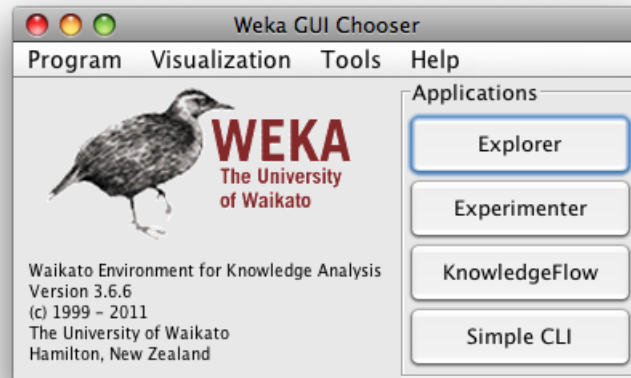 Weka GUI Chooser
Program Visualization Tools Help
WEKA
The University
of Waikato
Waikato Environment for Knowledge Analysis
Version 3.6.6
(c) 1999 – 2011
The University of Waikato
Hamilton, New Zealand
Applications
Explorer
Experimenter
KnowledgeFlow
Simple CLI